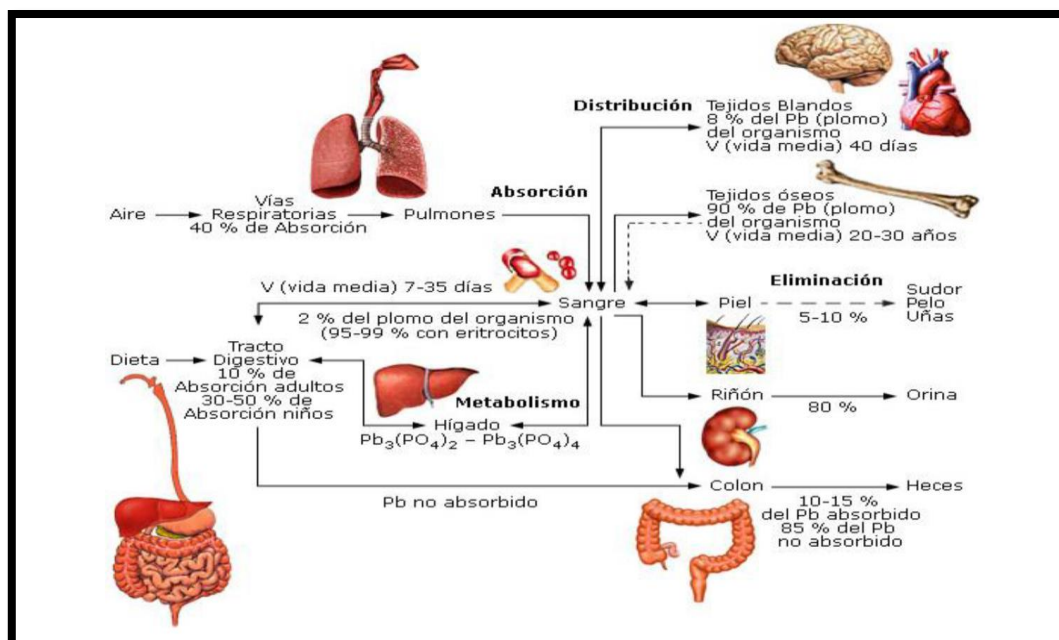 Distribución
Tejidos Blandos
8 % del Pb (plomo)
del organismo
V (vida media) 40 días
Absorción
Aire
Vías
Respiratorias
40 % de Absorción
Pulmones
Tejidos óseos
90 % de Pb (plomo)
del organismo
V (vida media) 20-30 años
V (vida media) 7-35 días
Sangre
2 % del plomo del organismo
(95-99 % con eritrocitos)
Piel
Eliminación
5-10 %
Sudor
Pelo
Uñas
Dieta
Tracto
Digestivo
10 % de
Absorción adultos
30-50 % de
Absorción niños
Metabolismo
Hígado
Pb₃(PO₄)₂ – Pb₃(PO₄)₄
Riñón
80 %
Orina
Pb no absorbido
Colon
10-15 %
del Pb absorbido
85 % del Pb
no absorbido
Heces